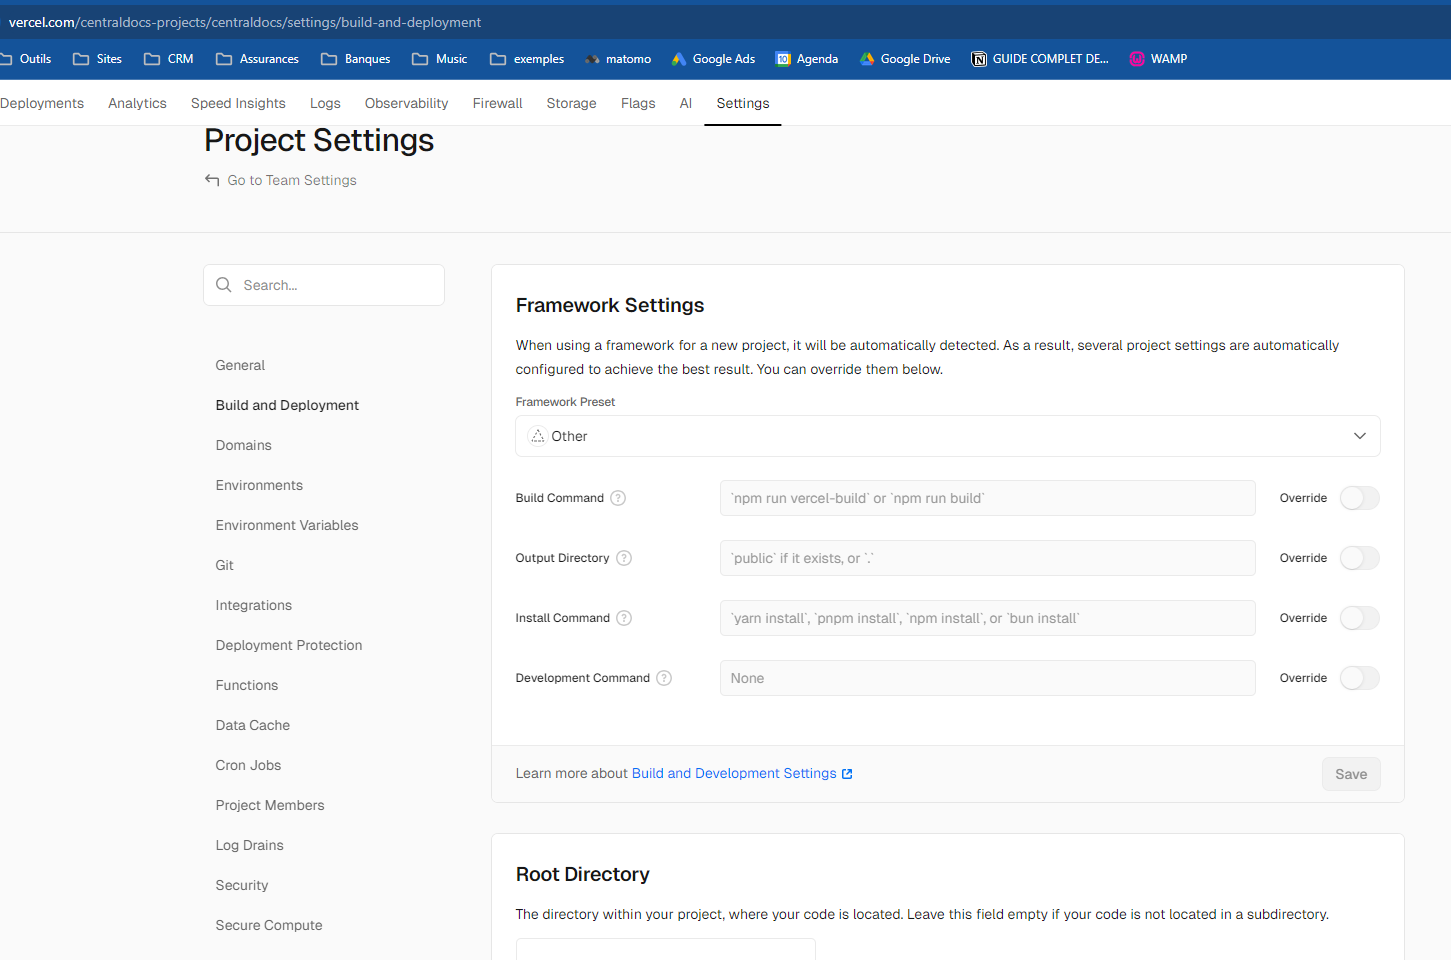 vercel.com/centraldocs-projects/centraldocs/settings/build-and-deployment
Outils Sites CRM Assurances Banques Music exemples matomo Google Ads 10 Agenda Google Drive GUIDE COMPLET DE... WAMP
Deployments Analytics Speed Insights Logs Observability Firewall Storage Flags AI Settings
Project Settings
Go to Team Settings
Search...
General
Build and Deployment
Domains
Environments
Environment Variables
Git
Integrations
Deployment Protection
Functions
Data Cache
Cron Jobs
Project Members
Log Drains
Security
Secure Compute
Framework Settings
When using a framework for a new project, it will be automatically detected. As a result, several project settings are automatically
configured to achieve the best result. You can override them below.
Framework Preset
Other
Build Command ? `npm run vercel-build` or `npm run build` Override
Output Directory ? `public` if it exists, or `.` Override
Install Command ? `yarn install`, `pnpm install`, `npm install`, or `bun install` Override
Development Command ? None Override
Learn more about Build and Development Settings Save
Root Directory
The directory within your project, where your code is located. Leave this field empty if your code is not located in a subdirectory.